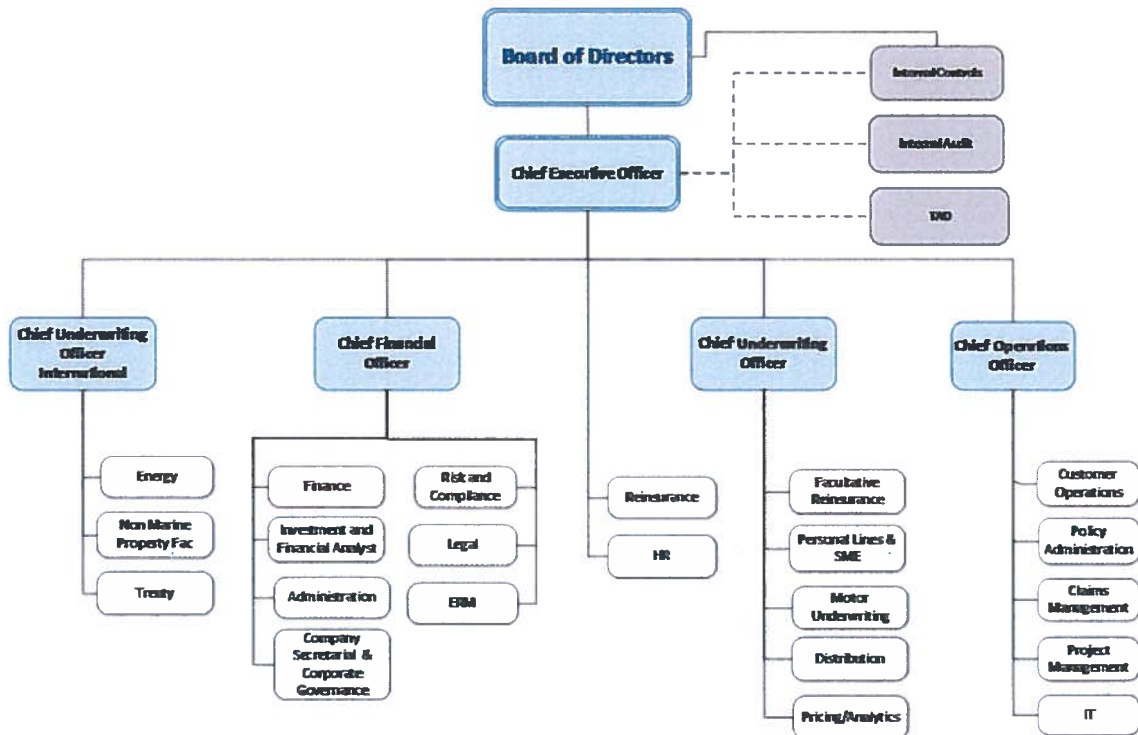 Board of Directors
Internal Controls
Internal Audit
Chief Executive Officer
Chief Underwriting
Officer
International
Chief Financial
Officer
Chief Underwriting
Officer
Chief Operations
Officer
Energy
Non Marine
Property Fac
Treaty
Finance
Investment and
Financial Analyst
Administration
Company
Secretarial &
Corporate
Governance
Risk and
Compliance
Legal
ERM
Reinsurance
HR
Facultative
Reinsurance
Personal Lines &
SME
Motor
Underwriting
Distribution
Pricing/Analytics
Customer
Operations
Policy
Administration
Claims
Management
Project
Management
IT